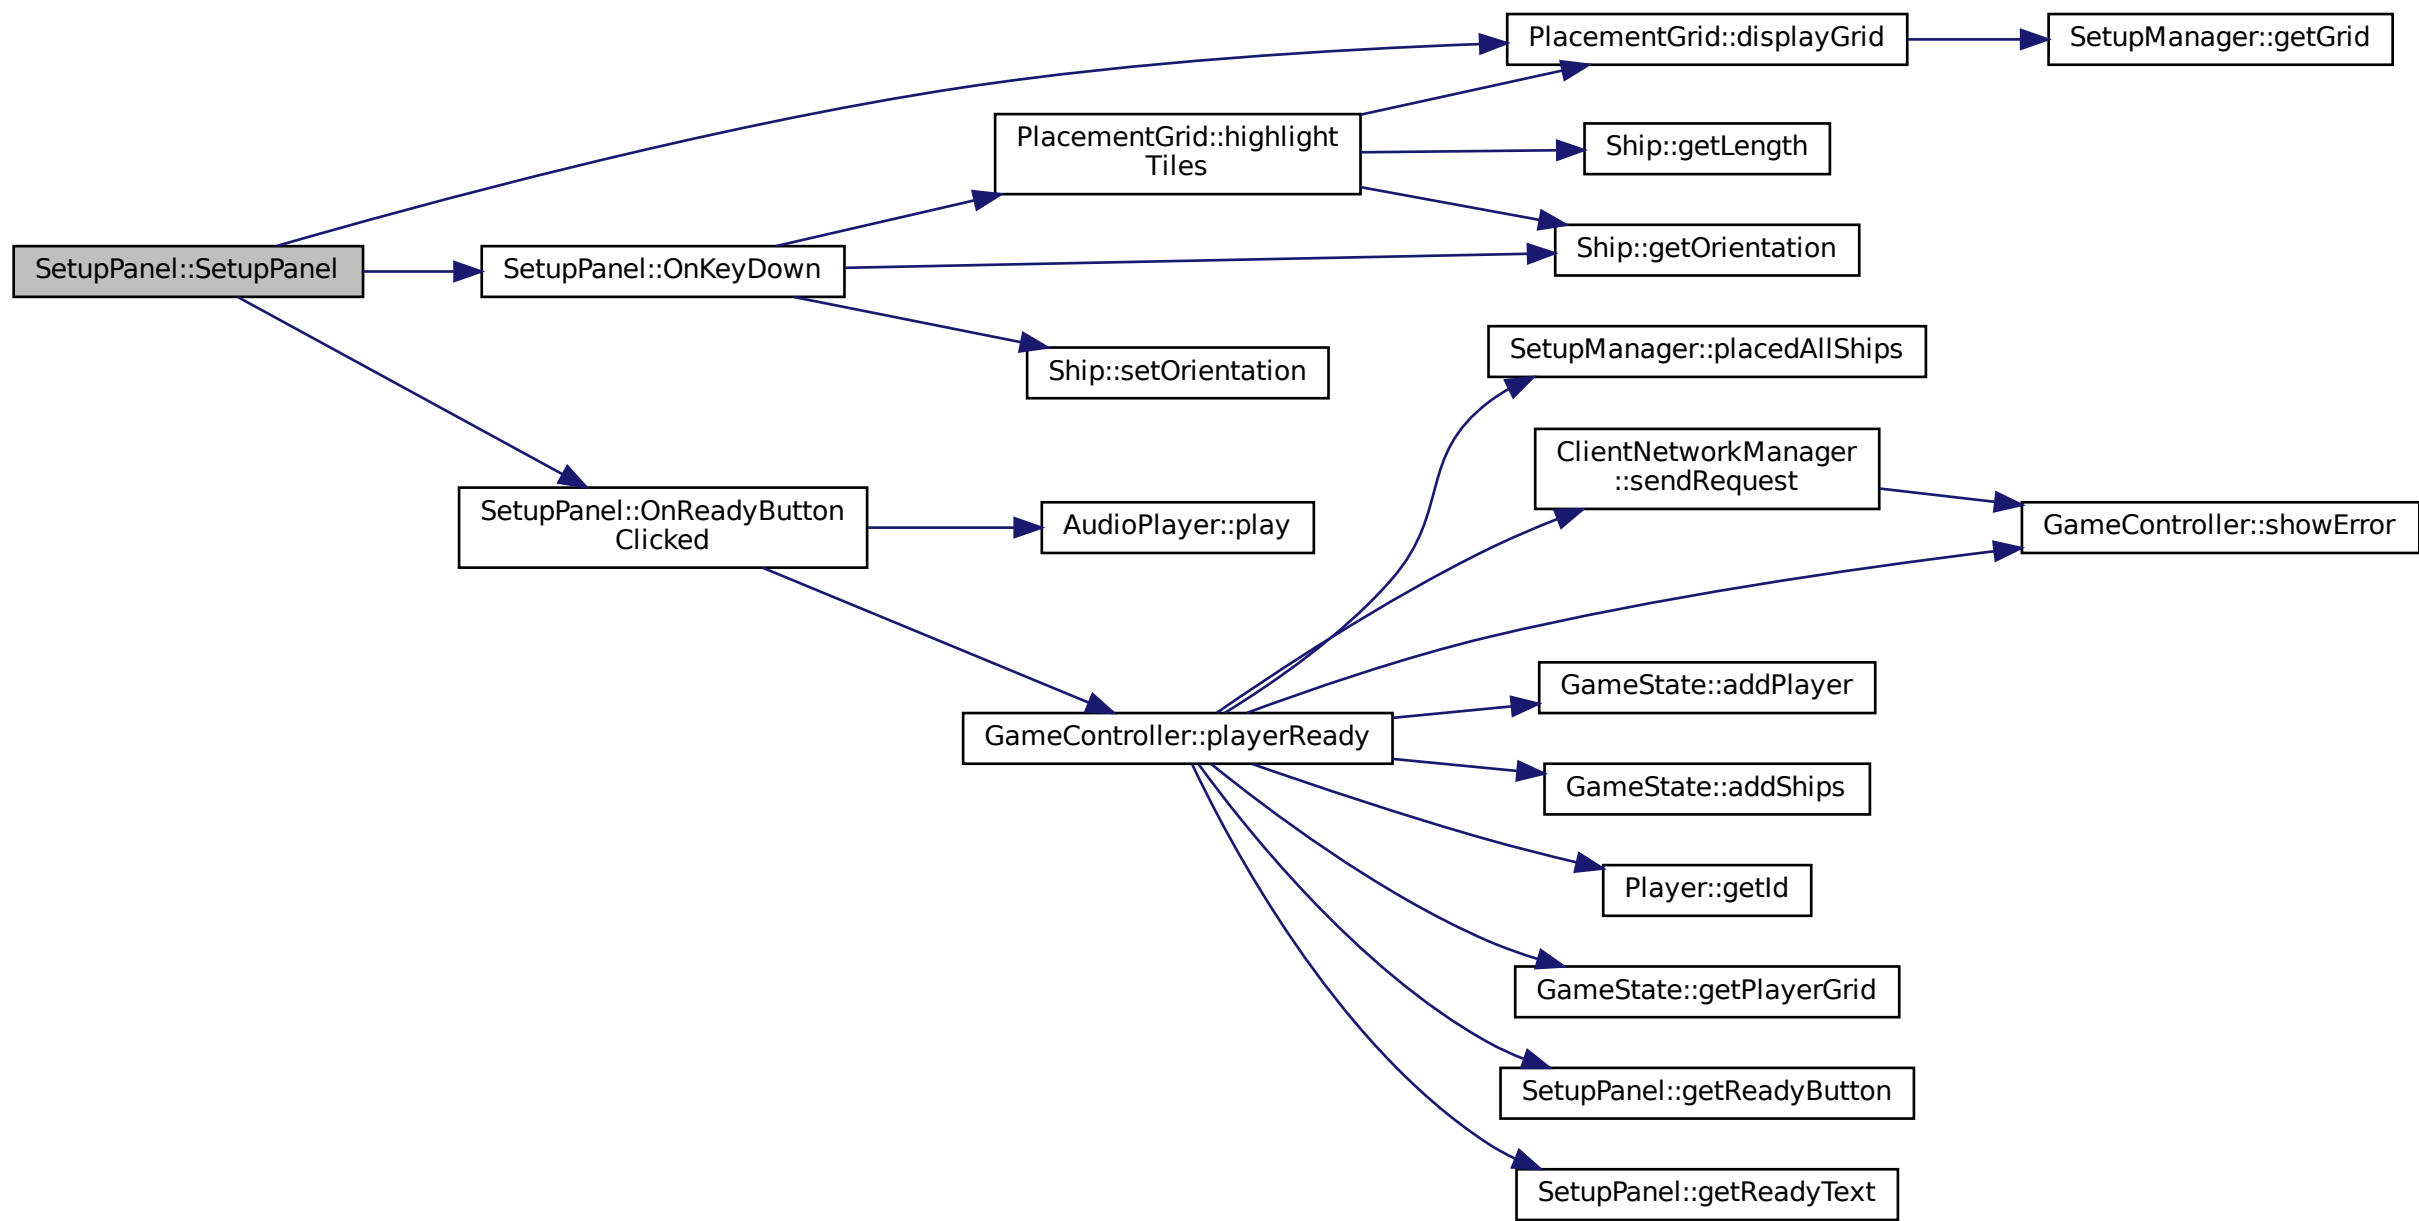 PlacementGrid::displayGrid
SetupManager::getGrid
PlacementGrid::highlight
Tiles
Ship::getLength
Ship::getOrientation
SetupPanel::SetupPanel
SetupPanel::OnKeyDown
SetupManager::placedAllShips
Ship::setOrientation
ClientNetworkManager
::sendRequest
SetupPanel::OnReadyButton
Clicked
AudioPlayer::play
GameController::showError
GameState::addPlayer
GameController::playerReady
GameState::addShips
Player::getId
GameState::getPlayerGrid
SetupPanel::getReadyButton
SetupPanel::getReadyText